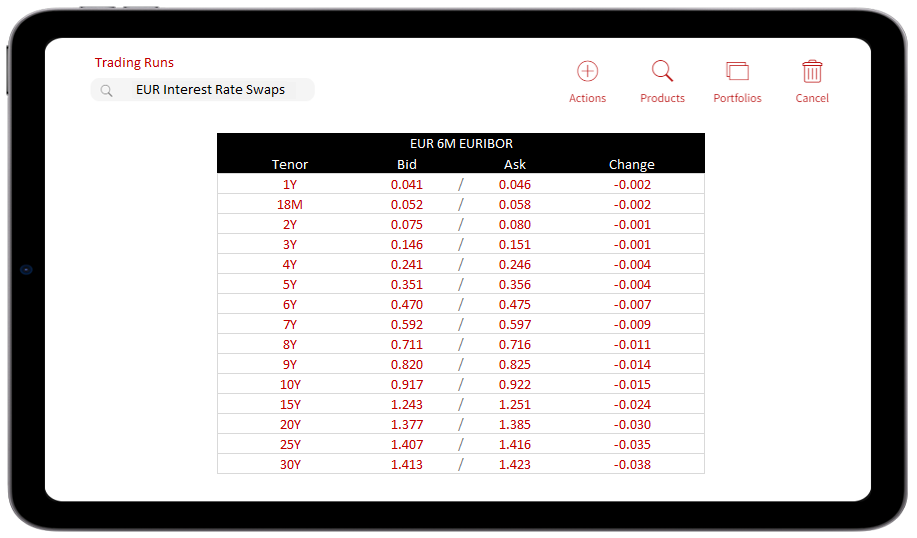 Trading Runs
EUR Interest Rate Swaps
Actions Products Portfolios Cancel
EUR 6M EURIBOR
Tenor Bid Ask Change
1Y 0.041 / 0.046 -0.002
18M 0.052 / 0.058 -0.002
2Y 0.075 / 0.080 -0.001
3Y 0.146 / 0.151 -0.001
4Y 0.241 / 0.246 -0.004
5Y 0.351 / 0.356 -0.004
6Y 0.470 / 0.475 -0.007
7Y 0.592 / 0.597 -0.009
8Y 0.711 / 0.716 -0.011
9Y 0.820 / 0.825 -0.014
10Y 0.917 / 0.922 -0.015
15Y 1.243 / 1.251 -0.024
20Y 1.377 / 1.385 -0.030
25Y 1.407 / 1.416 -0.035
30Y 1.413 / 1.423 -0.038